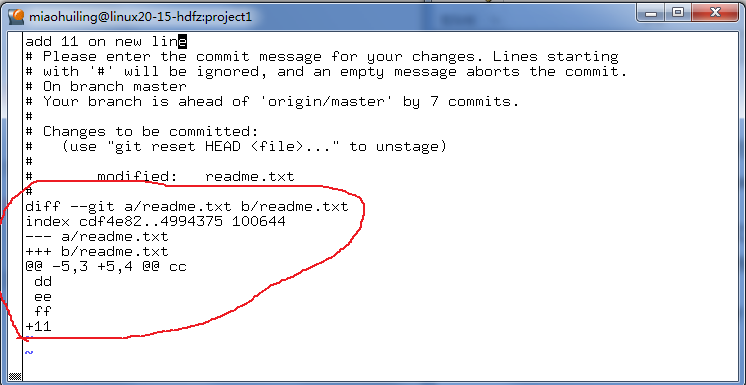 miaohuiling@linux20-15-hdfz:project1
add 11 on new line
# Please enter the commit message for your changes. Lines starting
# with '#' will be ignored, and an empty message aborts the commit.
# On branch master
# Your branch is ahead of 'origin/master' by 7 commits.
#
# Changes to be committed:
#   (use "git reset HEAD <file>..." to unstage)
#
#       modified:   readme.txt
#
diff --git a/readme.txt b/readme.txt
index cdf4e82..4994375 100644
--- a/readme.txt
+++ b/readme.txt
@@ -5,3 +5,4 @@ cc
 dd
 ee
 ff
+11
~
~